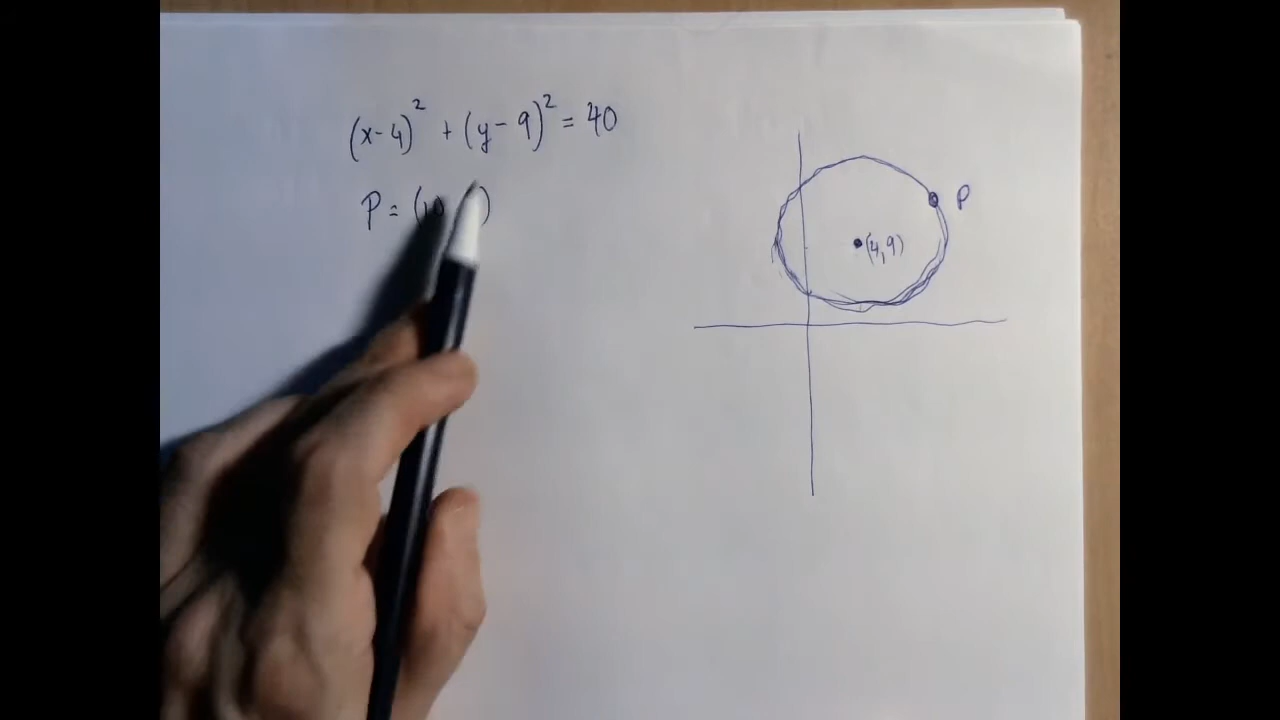 (x-4)² + (y-9)² = 40
P = (10
P
(4,9)